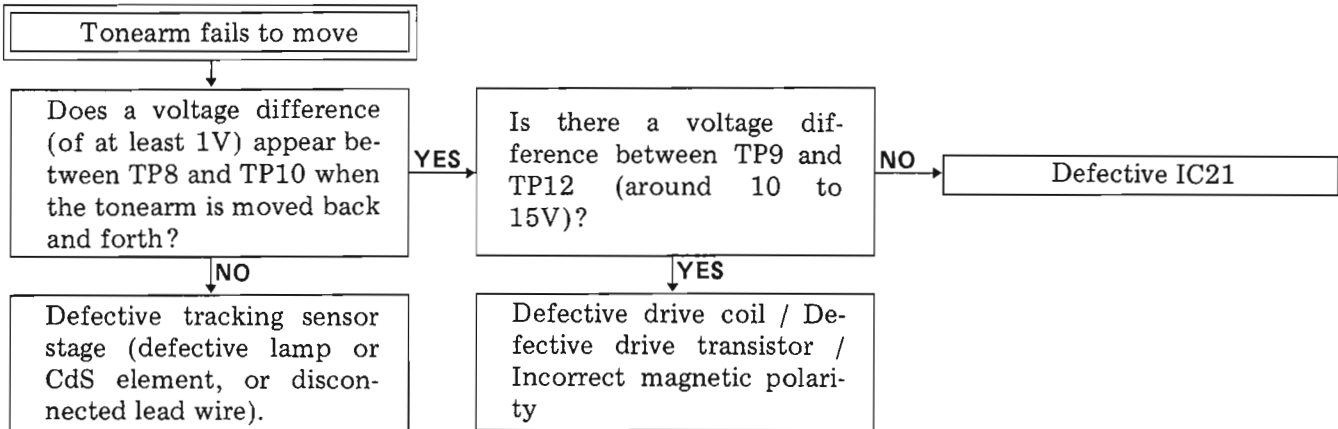 Tonearm fails to move
Does a voltage difference
(of at least 1V) appear be-
tween TP8 and TP10 when
the tonearm is moved back
and forth?
YES
Is there a voltage dif-
ference between TP9 and
TP12 (around 10 to
15V)?
NO
Defective IC21
NO
Defective tracking sensor
stage (defective lamp or
CdS element, or discon-
nected lead wire).
YES
Defective drive coil / De-
fective drive transistor /
Incorrect magnetic polari-
ty